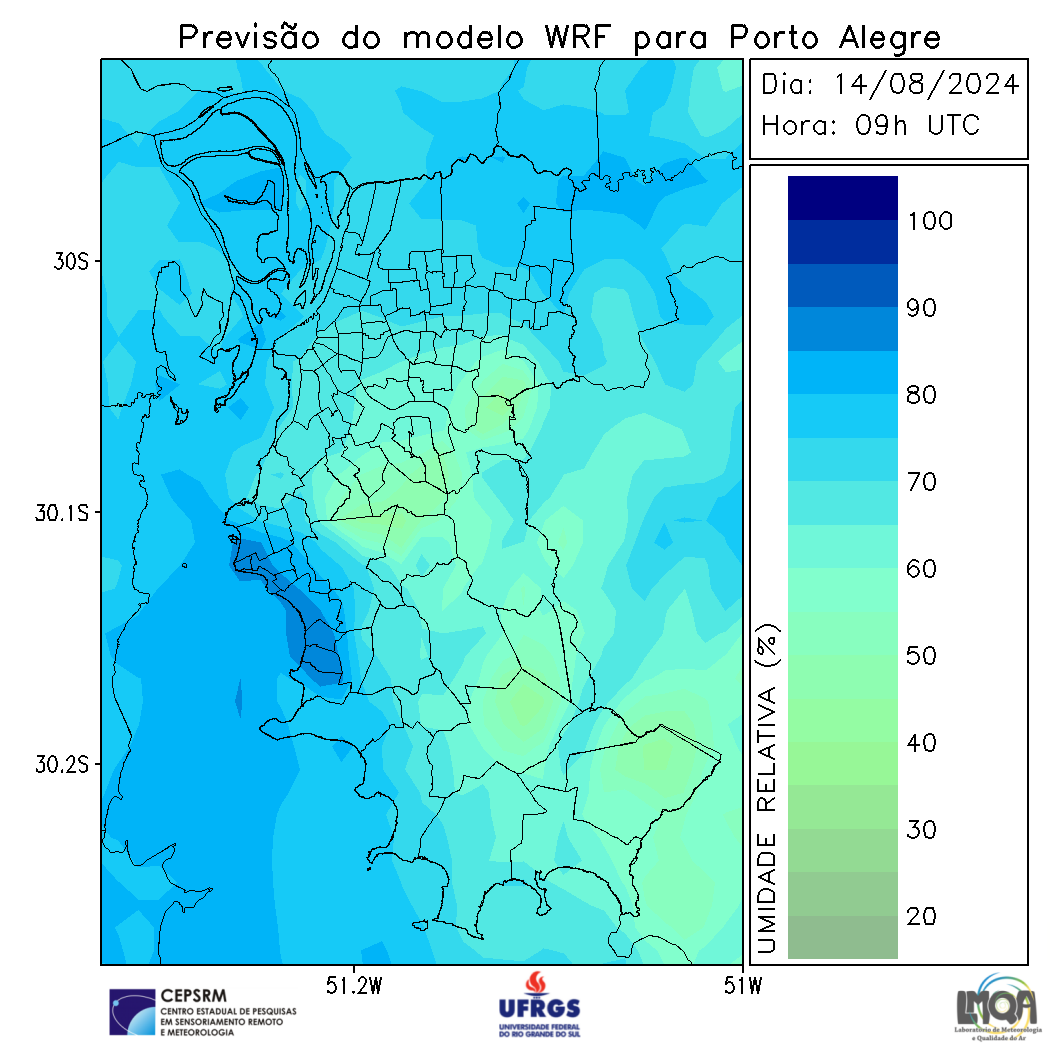 Previsão do modelo WRF para Porto Alegre
Dia: 14/08/2024
Hora: 09h UTC
30S
30.1S
30.2S
51.2W
51W
UMIDADE RELATIVA (%)
100
90
80
70
60
50
40
30
20
CEPSRM
CENTRO ESTADUAL DE PESQUISAS
EM SENSORIAMENTO REMOTO
E METEOROLOGIA
UFRGS
UNIVERSIDADE FEDERAL
DO RIO GRANDE DO SUL
LMQA
Laboratório de Meteorologia
e Qualidade do Ar